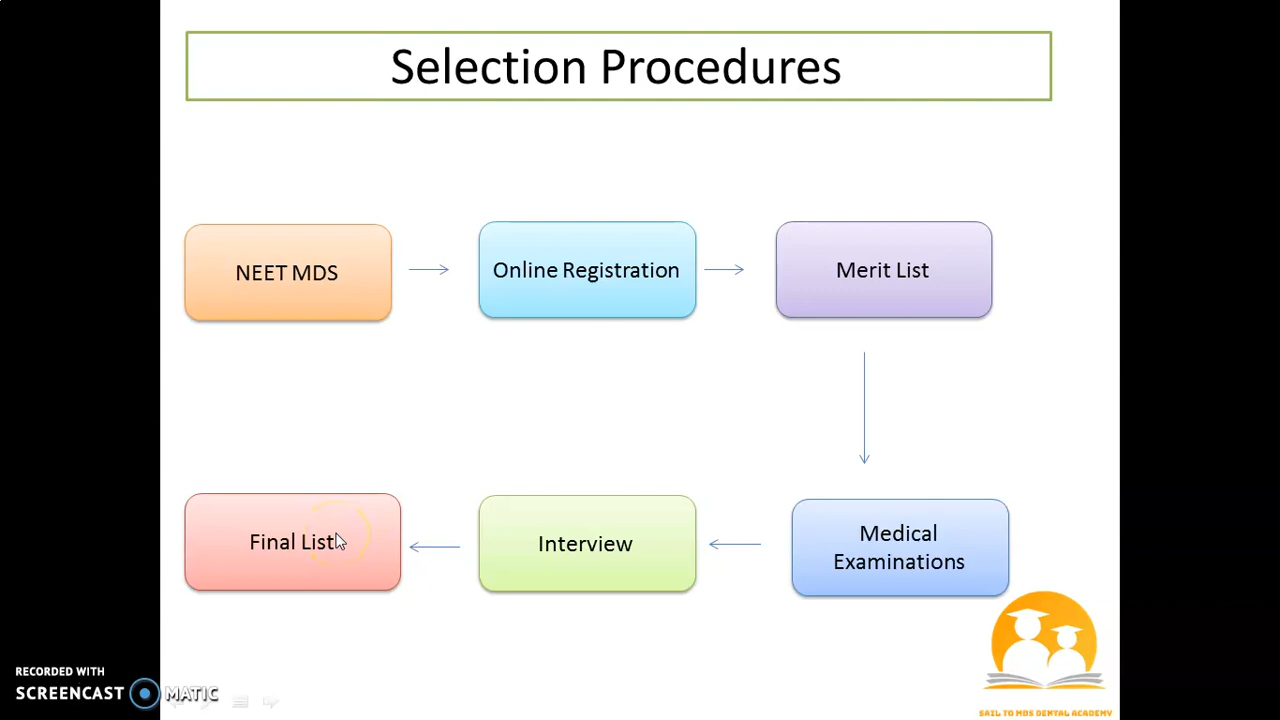 Selection Procedures
NEET MDS
Online Registration
Merit List
Final List
Interview
Medical
Examinations
RECORDED WITH
SCREENCAST MATIC
SAIL TO MDS DENTAL ACADEMY